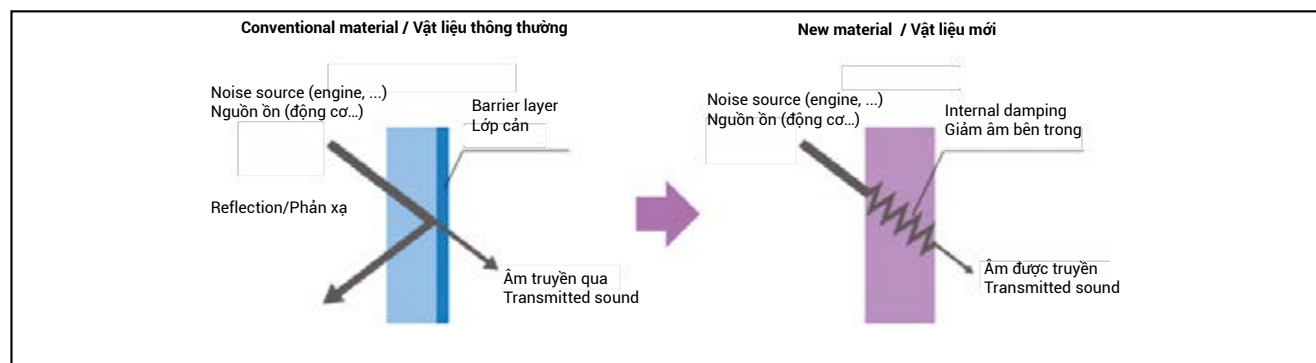 Conventional material / Vật liệu thông thường
Noise source (engine, ...)
Nguồn ồn (động cơ...)
Barrier layer
Lớp cản
Reflection/Phản xạ
Âm truyền qua
Transmitted sound
New material / Vật liệu mới
Noise source (engine, ...)
Nguồn ồn (động cơ...)
Internal damping
Giảm âm bên trong
Âm được truyền
Transmitted sound